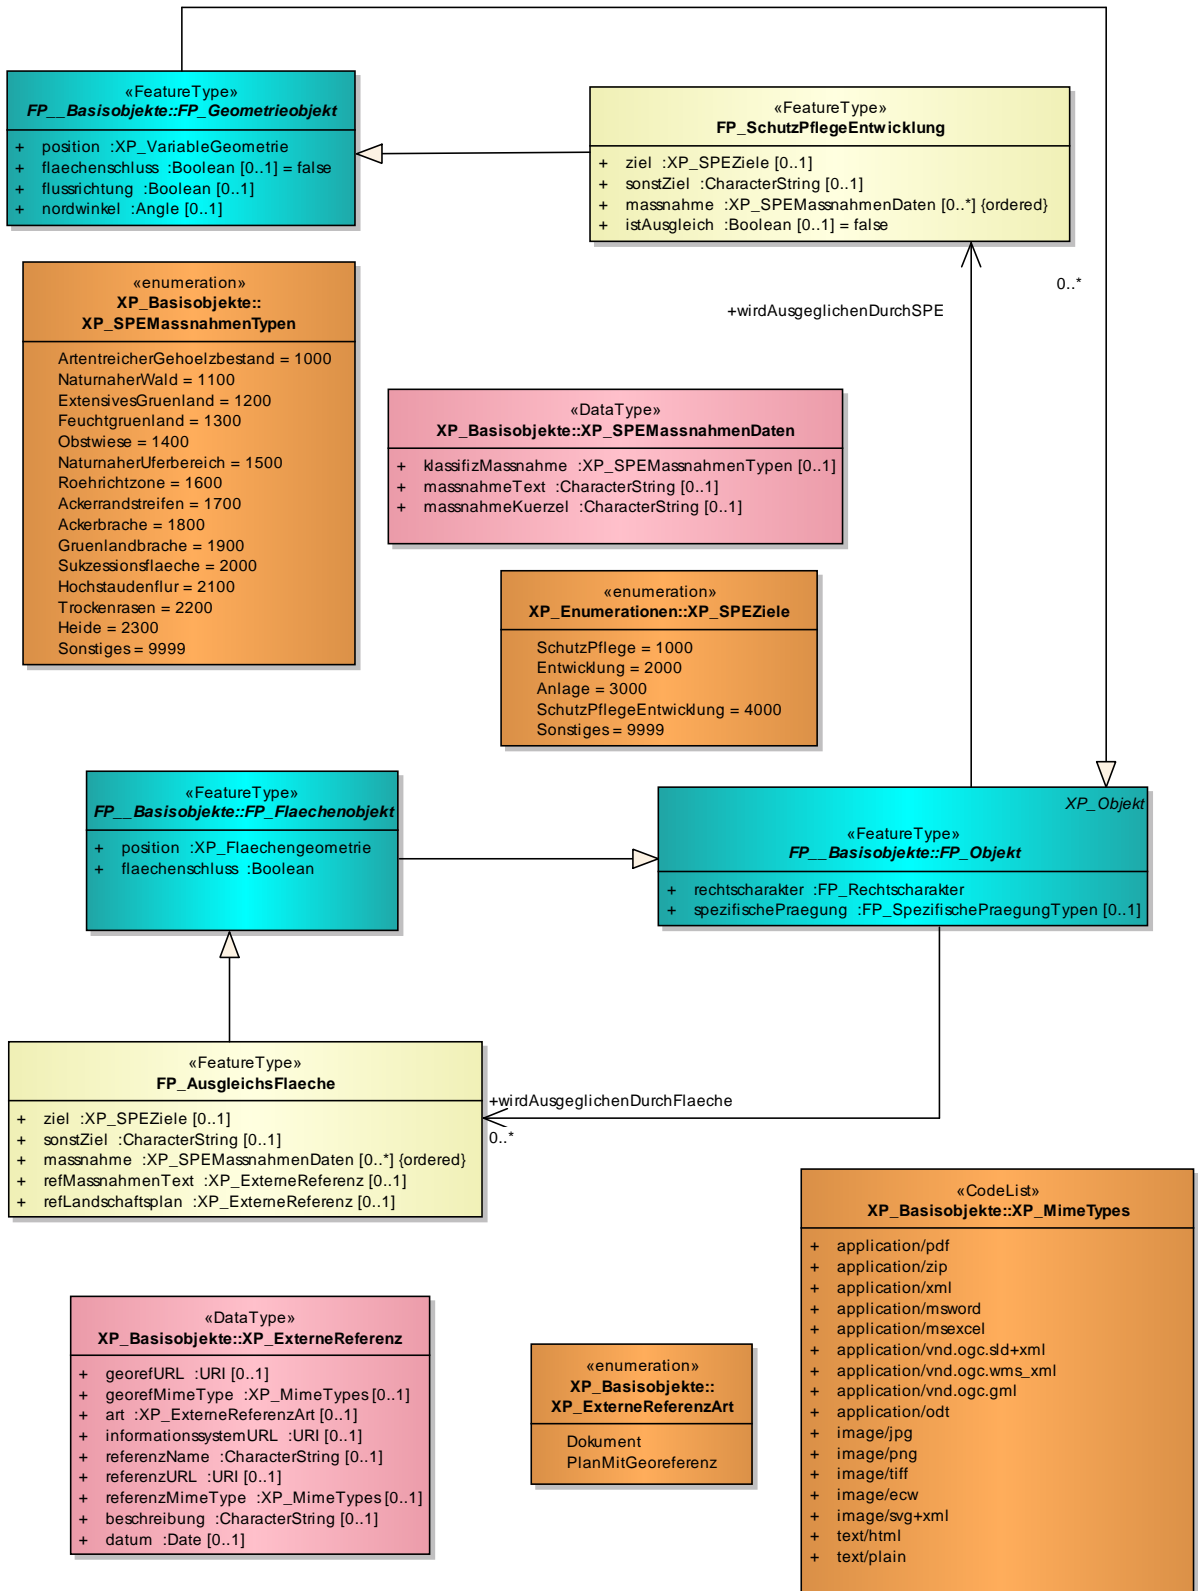 «FeatureType»
FP__Basisobjekte::FP_Geometrieobjekt
+ position :XP_VariableGeometrie
+ flaechenschluss :Boolean [0..1] = false
+ flussrichtung :Boolean [0..1]
+ nordwinkel :Angle [0..1]
«FeatureType»
FP_SchutzPflegeEntwicklung
+ ziel :XP_SPEZiele [0..1]
+ sonstZiel :CharacterString [0..1]
+ massnahme :XP_SPEMassnahmenDaten [0..*] {ordered}
+ istAusgleich :Boolean [0..1] = false
0..*
+wirdAusgeglichenDurchSPE
«enumeration»
XP_Basisobjekte::
XP_SPEMassnahmenTypen
ArtentreicherGehoelzbestand = 1000
NaturnaherWald = 1100
ExtensivesGruenland = 1200
Feuchtgruenland = 1300
Obstwiese = 1400
NaturnaherUferbereich = 1500
Roehrichtzone = 1600
Ackerrandstreifen = 1700
Ackerbrache = 1800
Gruenlandbrache = 1900
Sukzessionsflaeche = 2000
Hochstaudenflur = 2100
Trockenrasen = 2200
Heide = 2300
Sonstiges = 9999
«DataType»
XP_Basisobjekte::XP_SPEMassnahmenDaten
+ klassifizMassnahme :XP_SPEMassnahmenTypen [0..1]
+ massnahmeText :CharacterString [0..1]
+ massnahmeKuerzel :CharacterString [0..1]
«enumeration»
XP_Enumerationen::XP_SPEZiele
SchutzPflege = 1000
Entwicklung = 2000
Anlage = 3000
SchutzPflegeEntwicklung = 4000
Sonstiges = 9999
«FeatureType»
FP__Basisobjekte::FP_Flaechenobjekt
+ position :XP_Flaechengeometrie
+ flaechenschluss :Boolean
XP_Objekt
«FeatureType»
FP__Basisobjekte::FP_Objekt
+ rechtscharakter :FP_Rechtscharakter
+ spezifischePraegung :FP_SpezifischePraegungTypen [0..1]
«FeatureType»
FP_AusgleichsFlaeche
+ ziel :XP_SPEZiele [0..1]
+ sonstZiel :CharacterString [0..1]
+ massnahme :XP_SPEMassnahmenDaten [0..*] {ordered}
+ refMassnahmenText :XP_ExterneReferenz [0..1]
+ refLandschaftsplan :XP_ExterneReferenz [0..1]
+wirdAusgeglichenDurchFlaeche
0..*
«CodeList»
XP_Basisobjekte::XP_MimeTypes
+ application/pdf
+ application/zip
+ application/xml
+ application/msword
+ application/msexcel
+ application/vnd.ogc.sld+xml
+ application/vnd.ogc.wms_xml
+ application/vnd.ogc.gml
+ application/odt
+ image/jpg
+ image/png
+ image/tiff
+ image/ecw
+ image/svg+xml
+ text/html
+ text/plain
«DataType»
XP_Basisobjekte::XP_ExterneReferenz
+ georefURL :URI [0..1]
+ georefMimeType :XP_MimeTypes [0..1]
+ art :XP_ExterneReferenzArt [0..1]
+ informationssystemURL :URI [0..1]
+ referenzName :CharacterString [0..1]
+ referenzURL :URI [0..1]
+ referenzMimeType :XP_MimeTypes [0..1]
+ beschreibung :CharacterString [0..1]
+ datum :Date [0..1]
«enumeration»
XP_Basisobjekte::
XP_ExterneReferenzArt
Dokument
PlanMitGeoreferenz